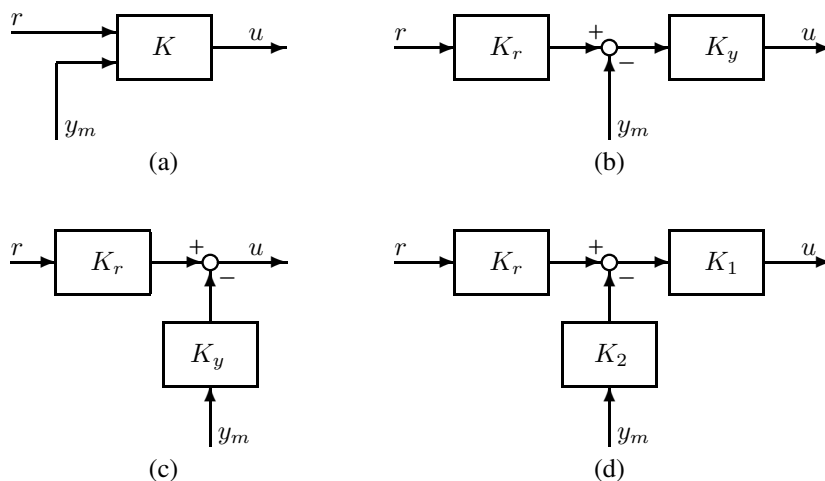 r K u
y_m
(a)
r K_r + − K_y u
y_m
(b)
r K_r + − u
K_y
y_m
(c)
r K_r + − K_1 u
K_2
y_m
(d)